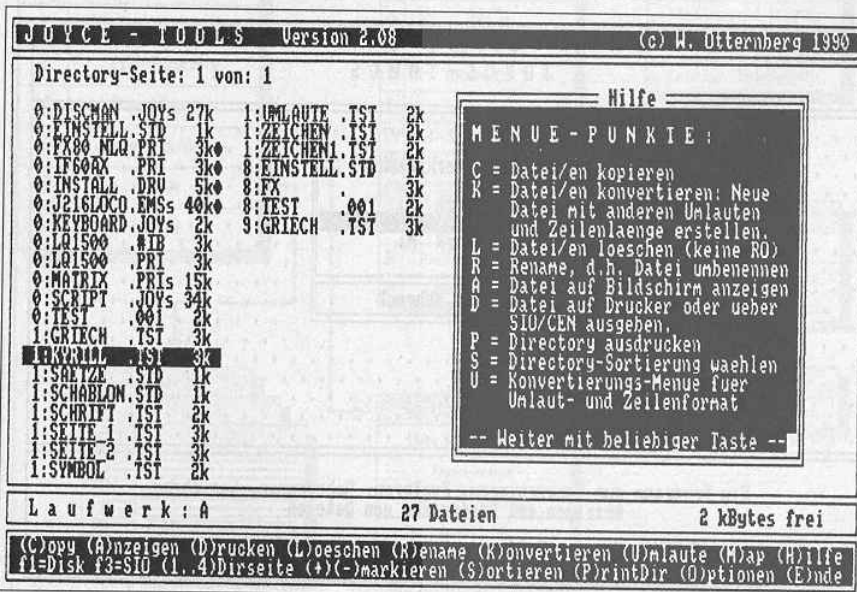 JOYCE - TOOLS Version 2.08 (c) W. Otternberg 1990
Directory-Seite: 1 von: 1
0:DISCMAN .JOYs 27k
0:EINSTELL.STD 1k
0:FX80_NLQ.PRI 3k♦
0:IF60AX .PRI 3k♦
0:INSTALL .DRV 5k♦
0:J216LOCO.EMSs 40k♦
0:KEYBOARD.JOYs 2k
0:LQ1500 .#IB 3k
0:LQ1500 .PRI 3k
0:MATRIX .PRIs 15k
0:SCRIPT .JOYs 34k
0:TEST .001 2k
1:GRIECH .TST 3k
1:KYRILL .TST 3k
1:SAETZE .STD 1k
1:SCHABLON.STD 1k
1:SCHRIFT .TST 2k
1:SEITE_1 .TST 3k
1:SEITE_2 .TST 3k
1:SYMBOL .TST 2k
1:UMLAUTE .TST 2k
1:ZEICHEN .TST 2k
1:ZEICHEN1.TST 2k
8:EINSTELL.STD 1k
8:FX . 3k
8:TEST .001 2k
9:GRIECH .TST 3k
Hilfe
MENUE-PUNKTE:
C = Datei/en kopieren
K = Datei/en konvertieren: Neue
Datei mit anderen Umlauten
und Zeilenlaenge erstellen.
L = Datei/en loeschen (keine RO)
R = Rename, d.h. Datei umbenennen
A = Datei auf Bildschirm anzeigen
D = Datei auf Drucker oder ueber
SIO/CEN ausgeben.
P = Directory ausdrucken
S = Directory-Sortierung waehlen
U = Konvertierungs-Menue fuer
Umlaut- und Zeilenformat
-- Weiter mit beliebiger Taste --
Laufwerk: A 27 Dateien 2 kBytes frei
(C)opy (A)nzeigen (D)rucken (L)oeschen (R)ename (K)onvertieren (U)mlaute (M)ap (H)ilfe
f1=Disk f3=SIO (1..4)Dirseite (+)(-)markieren (S)ortieren (P)rintDir (O)ptionen (E)nde